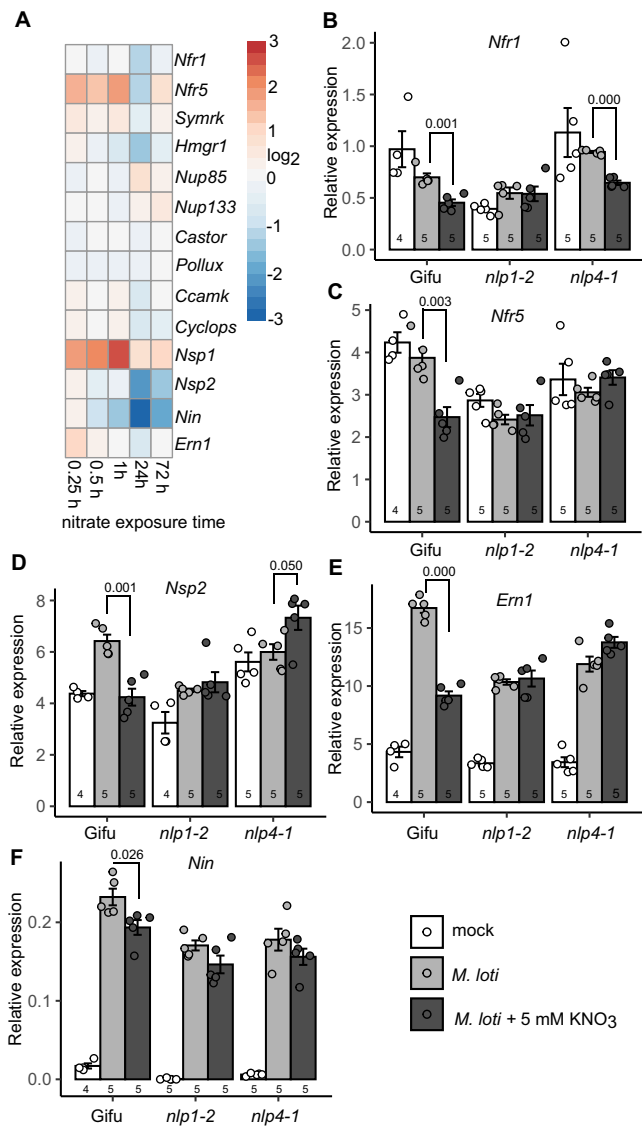 A
Nfr1
Nfr5
Symrk
Hmgr1
Nup85
Nup133
Castor
Pollux
Ccamk
Cyclops
Nsp1
Nsp2
Nin
Ern1
3
2
1
log2
0
-1
-2
-3
0.25 h
0.5 h
1h
24h
72 h
nitrate exposure time
B
Nfr1
Relative expression
2.0
1.5
1.0
0.5
0.0
0.001
0.000
4 5 5 5 5 5 5 5 5
Gifu nlp1-2 nlp4-1
C
Nfr5
Relative expression
5
4
3
2
1
0
0.003
4 5 5 5 5 5 5 5 5
Gifu nlp1-2 nlp4-1
D
Nsp2
Relative expression
8
6
4
2
0
0.001
0.050
4 5 5 4 5 5 5 5 5
Gifu nlp1-2 nlp4-1
E
Ern1
Relative expression
15
10
5
0
0.000
4 5 5 5 5 5 5 5 5
Gifu nlp1-2 nlp4-1
F
Nin
Relative expression
0.2
0.1
0.0
0.026
4 5 5 5 5 5 5 5 5
Gifu nlp1-2 nlp4-1
mock
M. loti
M. loti + 5 mM KNO3